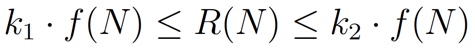 k₁ · f(N) ≤ R(N) ≤ k₂ · f(N)